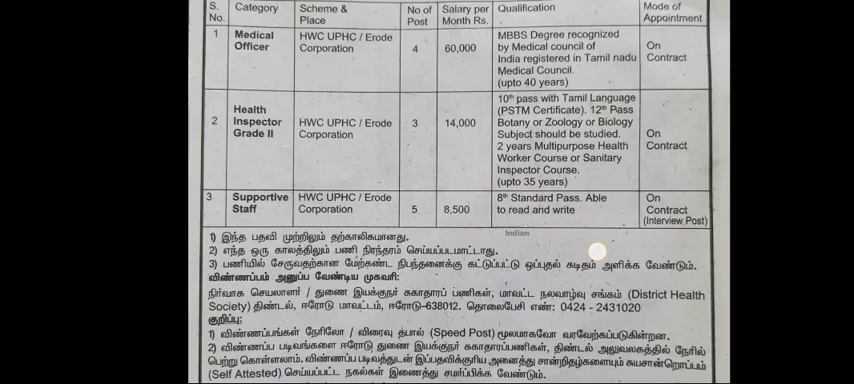 S. No. Category Scheme & Place No of Post Salary per Month Rs. Qualification Mode of Appointment
1 Medical Officer HWC UPHC / Erode Corporation 4 60,000 MBBS Degree recognized by Medical council of India registered in Tamil nadu Medical Council. (upto 40 years) On Contract
2 Health Inspector Grade II HWC UPHC / Erode Corporation 3 14,000 10th pass with Tamil Language (PSTM Certificate). 12th Pass Botany or Zoology or Biology Subject should be studied. 2 years Multipurpose Health Worker Course or Sanitary Inspector Course. (upto 35 years) On Contract
3 Supportive Staff HWC UPHC / Erode Corporation 5 8,500 8th Standard Pass. Able to read and write On Contract (Interview Post)
Indian
1) இந்த பதவி முற்றிலும் தற்காலிகமானது.
2) எந்த ஒரு காலத்திலும் பணி நிரந்தரம் செய்யப்படமாட்டாது.
3) பணியில் சேருவதற்கான மேற்கண்ட நிபந்தனைக்கு கட்டுப்பட்டு ஒப்புதல் கடிதம் அளிக்க வேண்டும்.
விண்ணப்பம் அனுப்ப வேண்டிய முகவரி:
நிர்வாக செயலாளர் / துணை இயக்குநர் சுகாதாரப் பணிகள், மாவட்ட நலவாழ்வு சங்கம் (District Health
Society) திண்டல், ஈரோடு மாவட்டம், ஈரோடு-638012. தொலைபேசி எண்: 0424 - 2431020
குறிப்பு:
1) விண்ணப்பங்கள் நேரிலோ / விரைவு தபால் (Speed Post) மூலமாகவோ வரவேற்கப்படுகின்றன.
2) விண்ணப்ப படிவங்களை ஈரோடு துணை இயக்குநர் சுகாதாரப்பணிகள், திண்டல் அலுவலகத்தில் நேரில்
பெற்று கொள்ளலாம். விண்ணப்ப படிவத்துடன் இப்பதவிக்குரிய அனைத்து சான்றிதழ்களையும் சுயசான்றொப்பம்
(Self Attested) செய்யப்பட்ட நகல்கள் இணைத்து சமர்ப்பிக்க வேண்டும்.